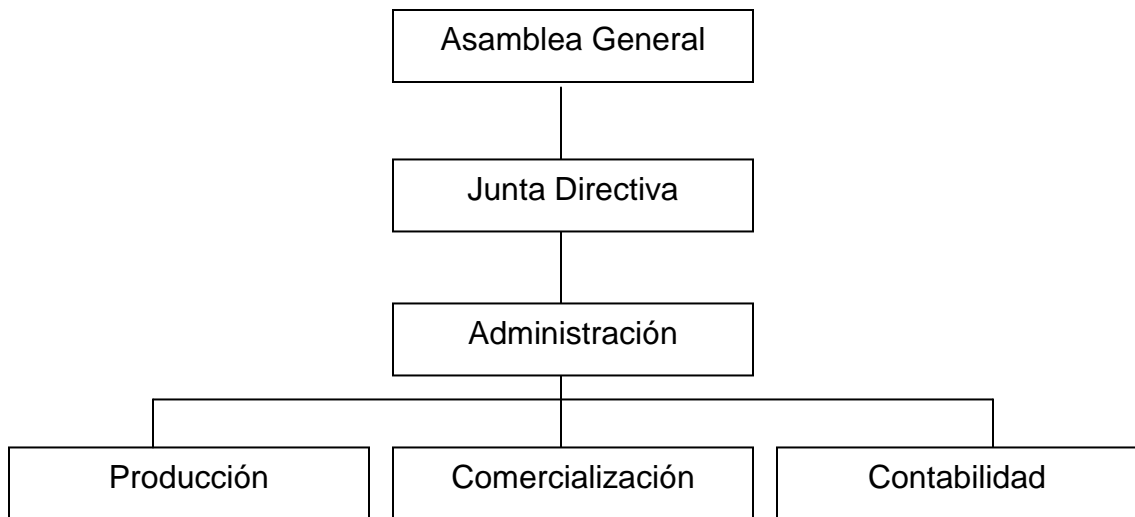 Asamblea General
Junta Directiva
Administración
Producción
Comercialización
Contabilidad